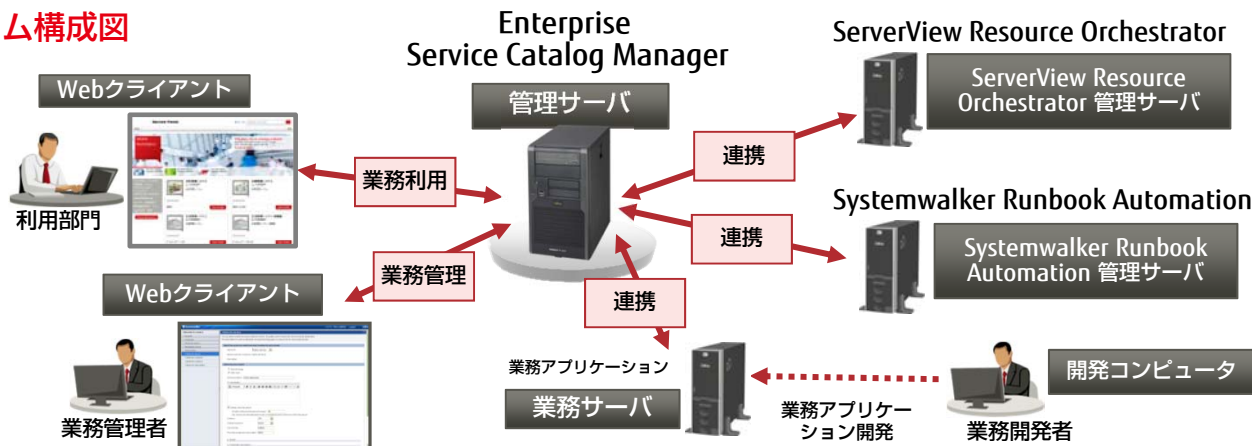 ム構成図
Enterprise
Service Catalog Manager
管理サーバ
ServerView Resource Orchestrator
ServerView Resource
Orchestrator 管理サーバ
Webクライアント
利用部門
業務利用
連携
Systemwalker Runbook Automation
Systemwalker Runbook
Automation 管理サーバ
連携
業務管理
連携
Webクライアント
業務管理者
業務アプリケーション
業務サーバ
業務アプリケー
ション開発
業務開発者
開発コンピュータ